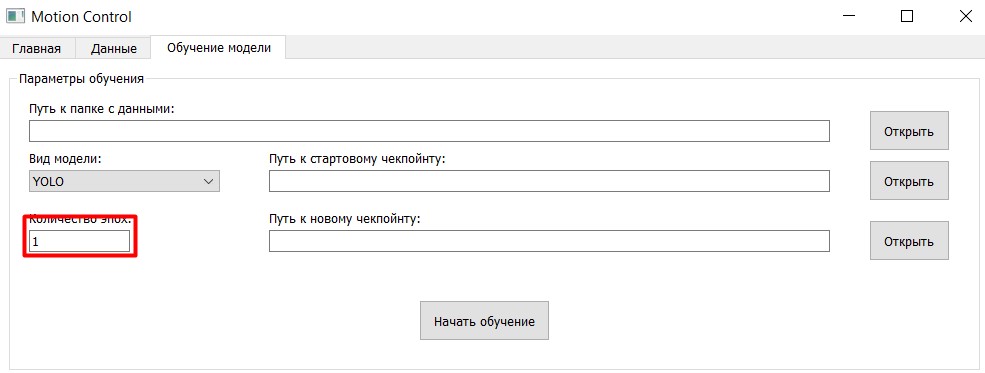 Motion Control
Главная Данные Обучение модели
Параметры обучения
Путь к папке с данными:
Открыть
Вид модели: Путь к стартовому чекпойнту:
YOLO Открыть
Количество эпох: Путь к новому чекпойнту:
1 Открыть
Начать обучение